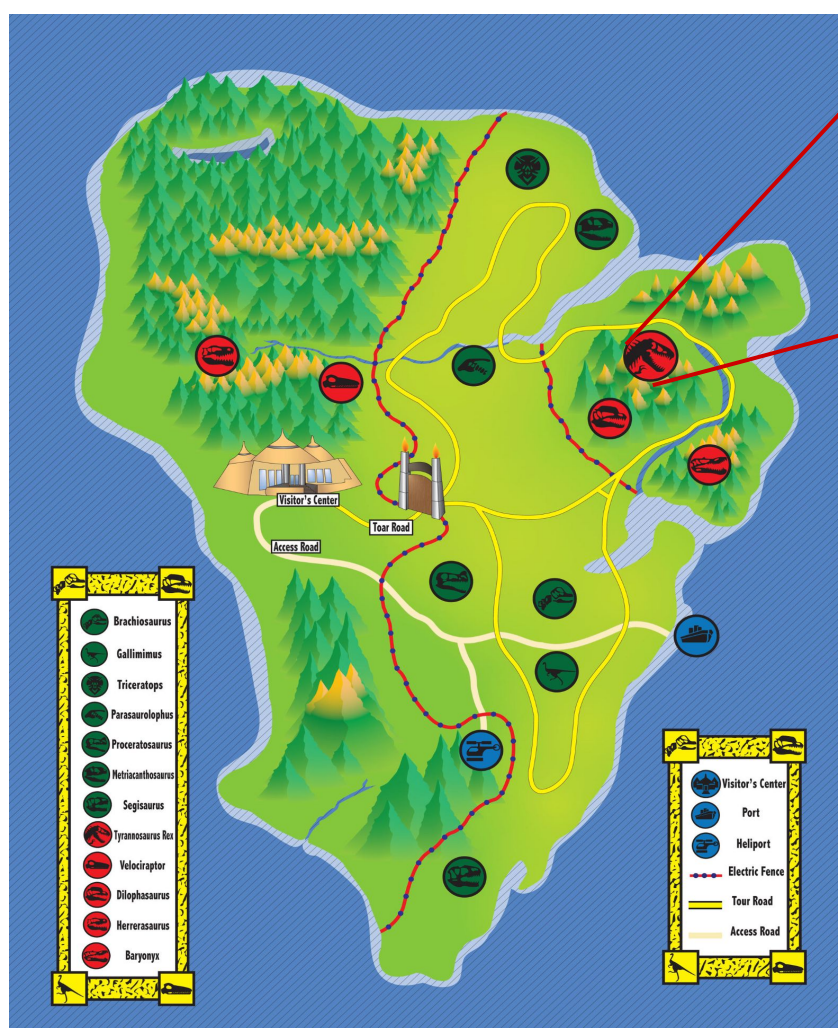 Visitor's Center
Toar Road
Access Road
Brachiosaurus
Gallimimus
Triceratops
Parasaurolophus
Proceratosaurus
Metriacanthosaurus
Segisaurus
Tyrannosaurus Rex
Velociraptor
Dilophasaurus
Herrerasaurus
Baryonyx
Visitor's Center
Port
Heliport
Electric Fence
Tour Road
Access Road